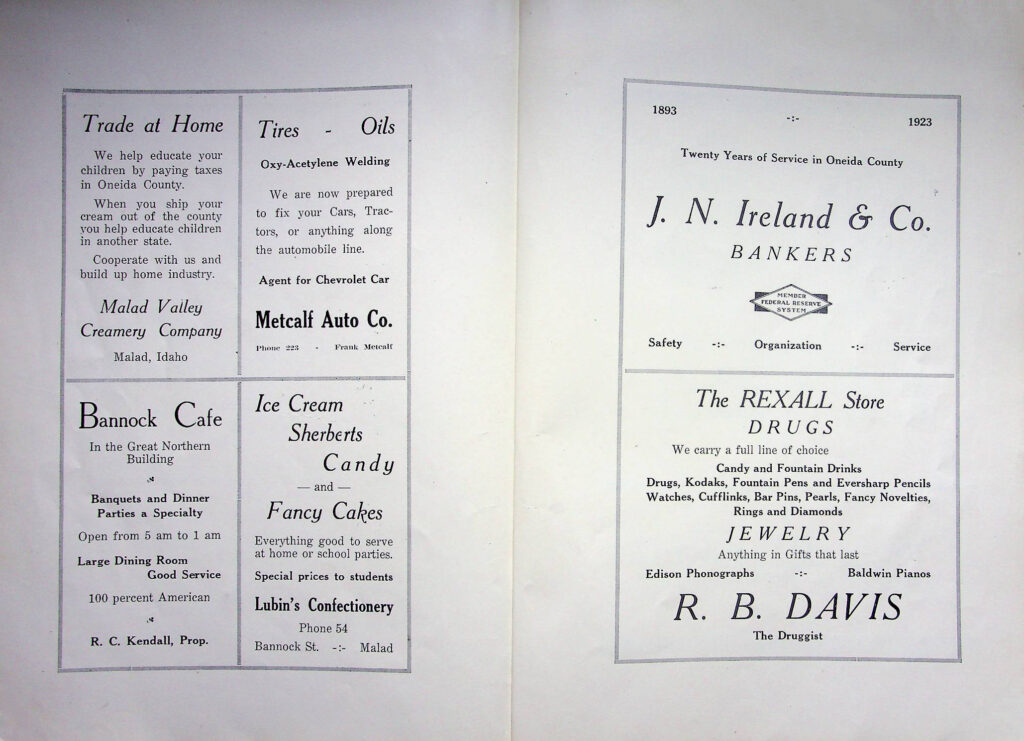 Trade at Home
We help educate your
children by paying taxes
in Oneida County.
When you ship your
cream out of the county
you help educate children
in another state.
Cooperate with us and
build up home industry.
Malad Valley
Creamery Company
Malad, Idaho
Tires - Oils
Oxy-Acetylene Welding
We are now prepared
to fix your Cars, Trac-
tors, or anything along
the automobile line.
Agent for Chevrolet Car
Metcalf Auto Co.
Phone 223 - Frank Metcalf
Bannock Cafe
In the Great Northern
Building
Banquets and Dinner
Parties a Specialty
Open from 5 am to 1 am
Large Dining Room
Good Service
100 percent American
R. C. Kendall, Prop.
Ice Cream
Sherberts
Candy
— and —
Fancy Cakes
Everything good to serve
at home or school parties.
Special prices to students
Lubin's Confectionery
Phone 54
Bannock St. -:- Malad
1893 -:- 1923
Twenty Years of Service in Oneida County
J. N. Ireland & Co.
BANKERS
MEMBER
FEDERAL RESERVE
SYSTEM
Safety -:- Organization -:- Service
The REXALL Store
DRUGS
We carry a full line of choice
Candy and Fountain Drinks
Drugs, Kodaks, Fountain Pens and Eversharp Pencils
Watches, Cufflinks, Bar Pins, Pearls, Fancy Novelties,
Rings and Diamonds
JEWELRY
Anything in Gifts that last
Edison Phonographs -:- Baldwin Pianos
R. B. DAVIS
The Druggist